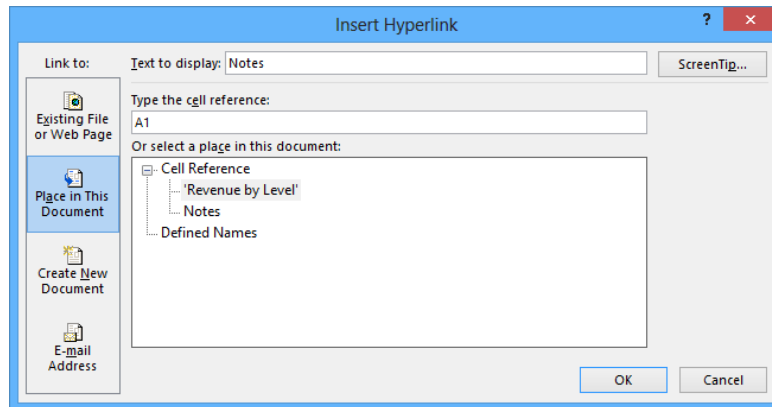 Insert Hyperlink
?
Link to:
Text to display: Notes
ScreenTip...
Existing File
or Web Page
Place in This
Document
Create New
Document
E-mail
Address
Type the cell reference:
A1
Or select a place in this document:
Cell Reference
'Revenue by Level'
Notes
Defined Names
OK
Cancel